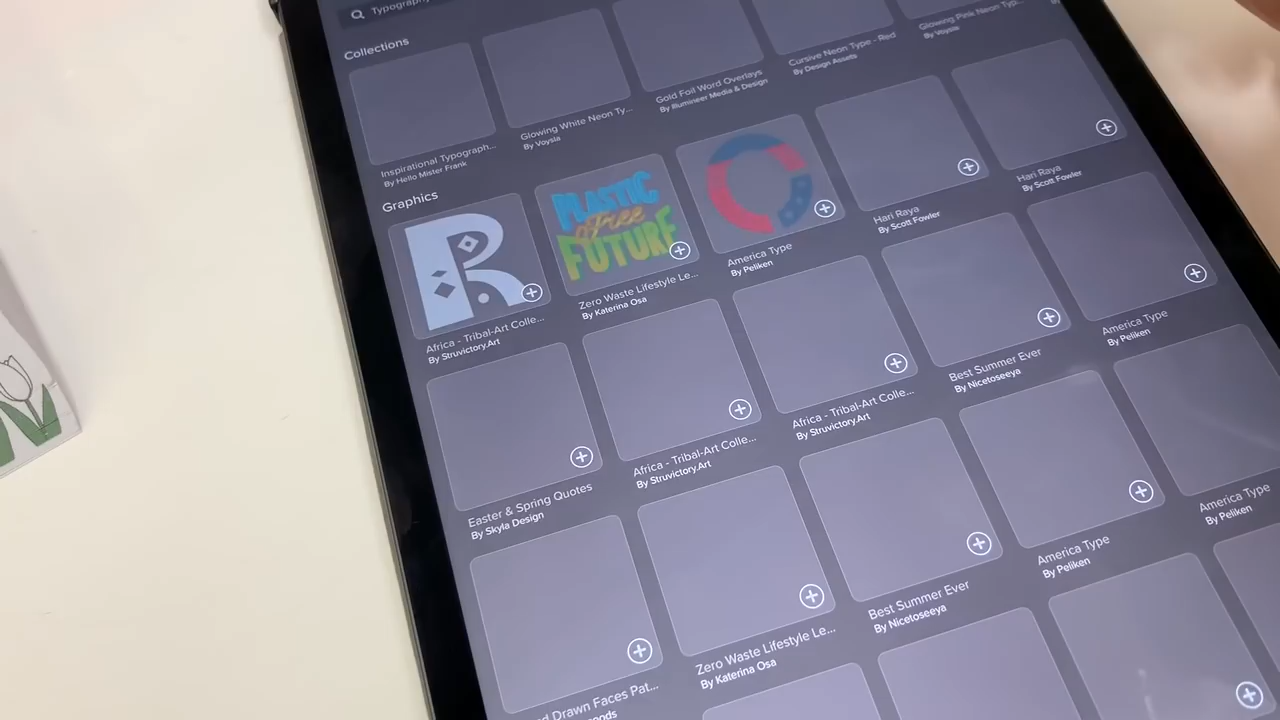 Typography
Collections
Inspirational Typograph...
By Hello Mister Frank
Glowing White Neon Ty...
By Voysla
Gold Foil Word Overlays
By Illumineer Media & Design
Cursive Neon Type - Red
By Design Assets
Glowing Pink Neon Typ...
By Voysla
Graphics
R
Africa - Tribal-Art Colle...
By Struvictory.Art
PLASTIC
free
FUTURE
Zero Waste Lifestyle Le...
By Katerina Osa
America Type
By Peliken
Hari Raya
By Scott Fowler
Hari Raya
By Scott Fowler
Easter & Spring Quotes
By Skyla Design
Africa - Tribal-Art Colle...
By Struvictory.Art
Africa - Tribal-Art Colle...
By Struvictory.Art
Best Summer Ever
By Nicetoseeya
America Type
By Peliken
Drawn Faces Pat...
Zero Waste Lifestyle Le...
By Katerina Osa
Best Summer Ever
By Nicetoseeya
America Type
By Peliken
America Type
By Peliken